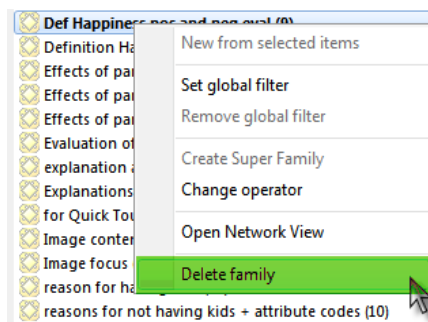 Def Happiness pos and neg eval (9)
Definition Ha
New from selected items
Effects of par
Effects of par
Set global filter
Effects of par
Remove global filter
Evaluation of
explanation a
Create Super Family
Explanations
Change operator
for Quick Tou
Image conter
Open Network View
Image focus
Delete family
reason for ha
reasons for not having kids + attribute codes (10)